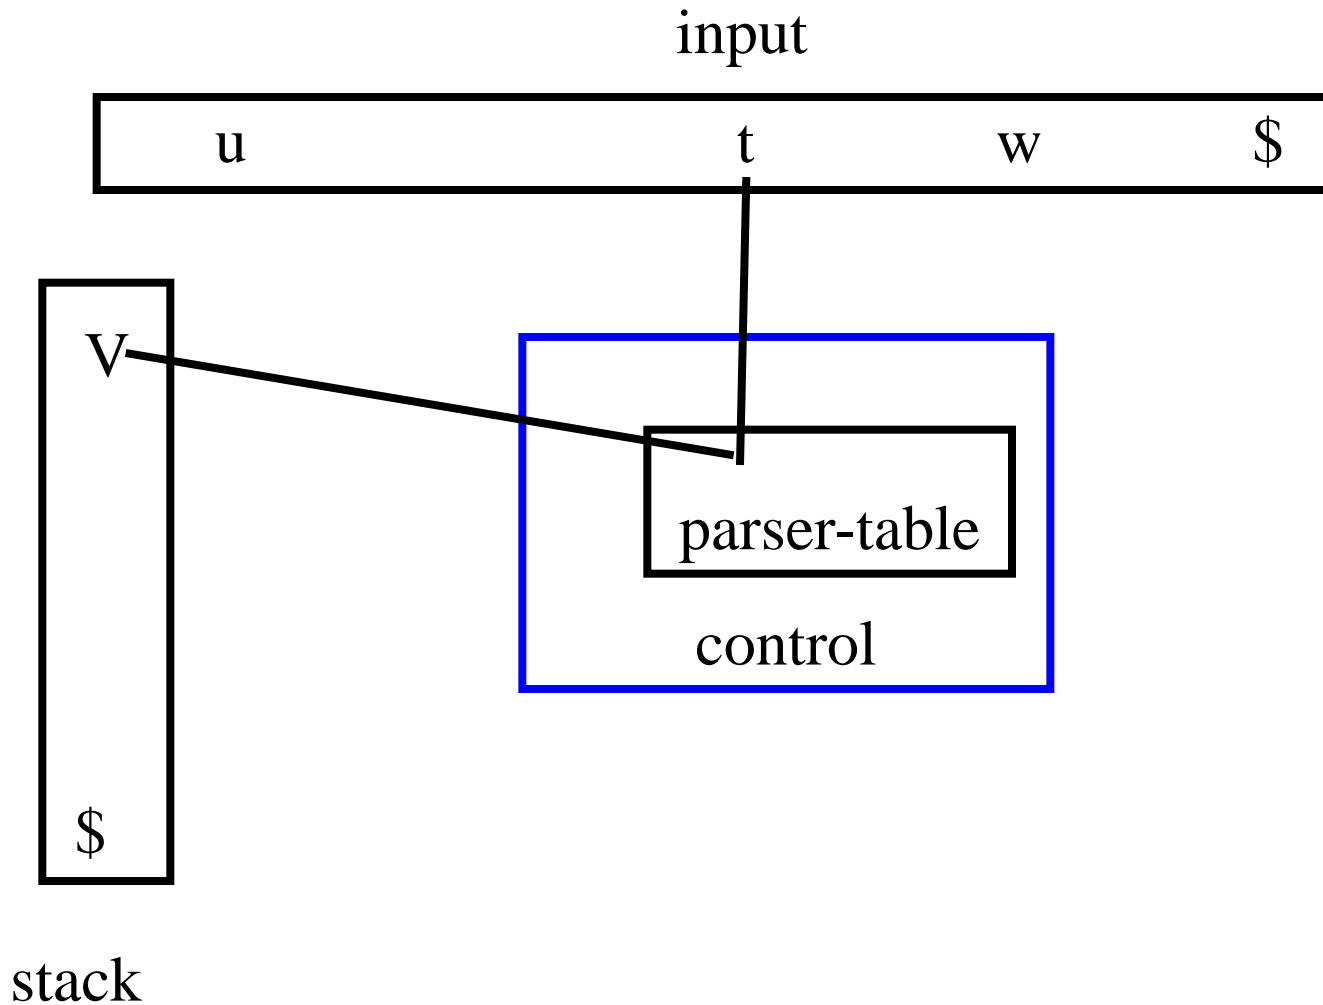 input
u t w $
V
parser-table
control
$
stack